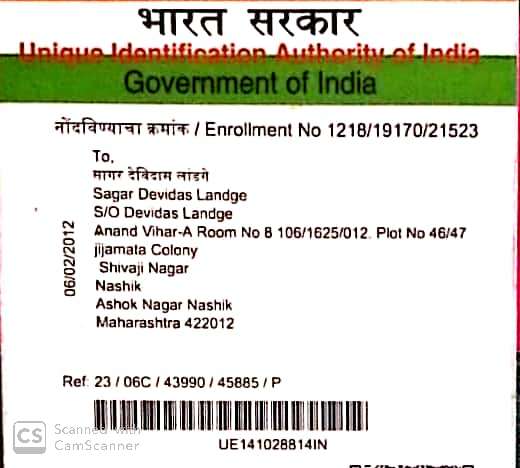 भारत सरकार
Unique Identification Authority of India
Government of India
नोंदविण्याचा क्रमांक / Enrollment No 1218/19170/21523
To,
सागर देविदास लांडगे
Sagar Devidas Landge
S/O Devidas Landge
Anand Vihar-A Room No 8 106/1625/012. Plot No 46/47
jijamata Colony
Shivaji Nagar
Nashik
Ashok Nagar Nashik
Maharashtra 422012
06/02/2012
Ref: 23 / 06C / 43990 / 45885 / P
UE141028814IN
CS Scanned with
CamScanner